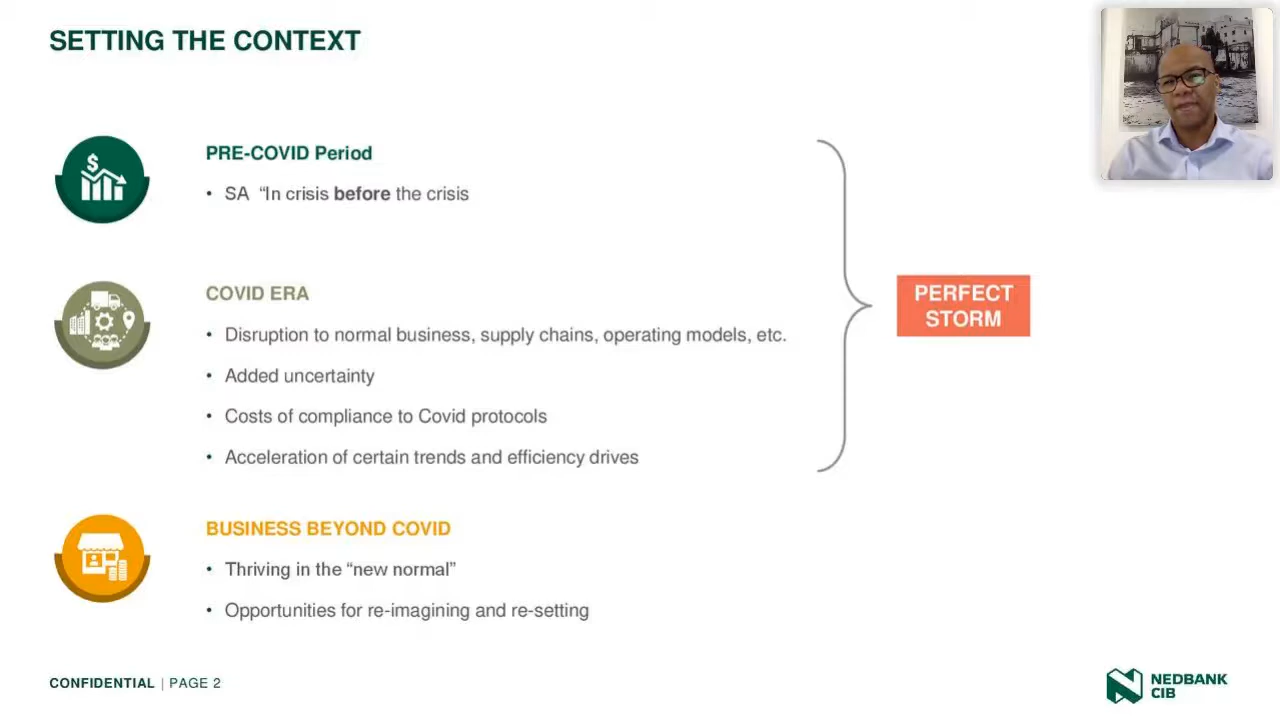 SETTING THE CONTEXT
PRE-COVID Period
• SA “In crisis before the crisis
COVID ERA
• Disruption to normal business, supply chains, operating models, etc.
• Added uncertainty
• Costs of compliance to Covid protocols
• Acceleration of certain trends and efficiency drives
PERFECT
STORM
BUSINESS BEYOND COVID
• Thriving in the “new normal”
• Opportunities for re-imagining and re-setting
CONFIDENTIAL | PAGE 2
NEDBANK
CIB